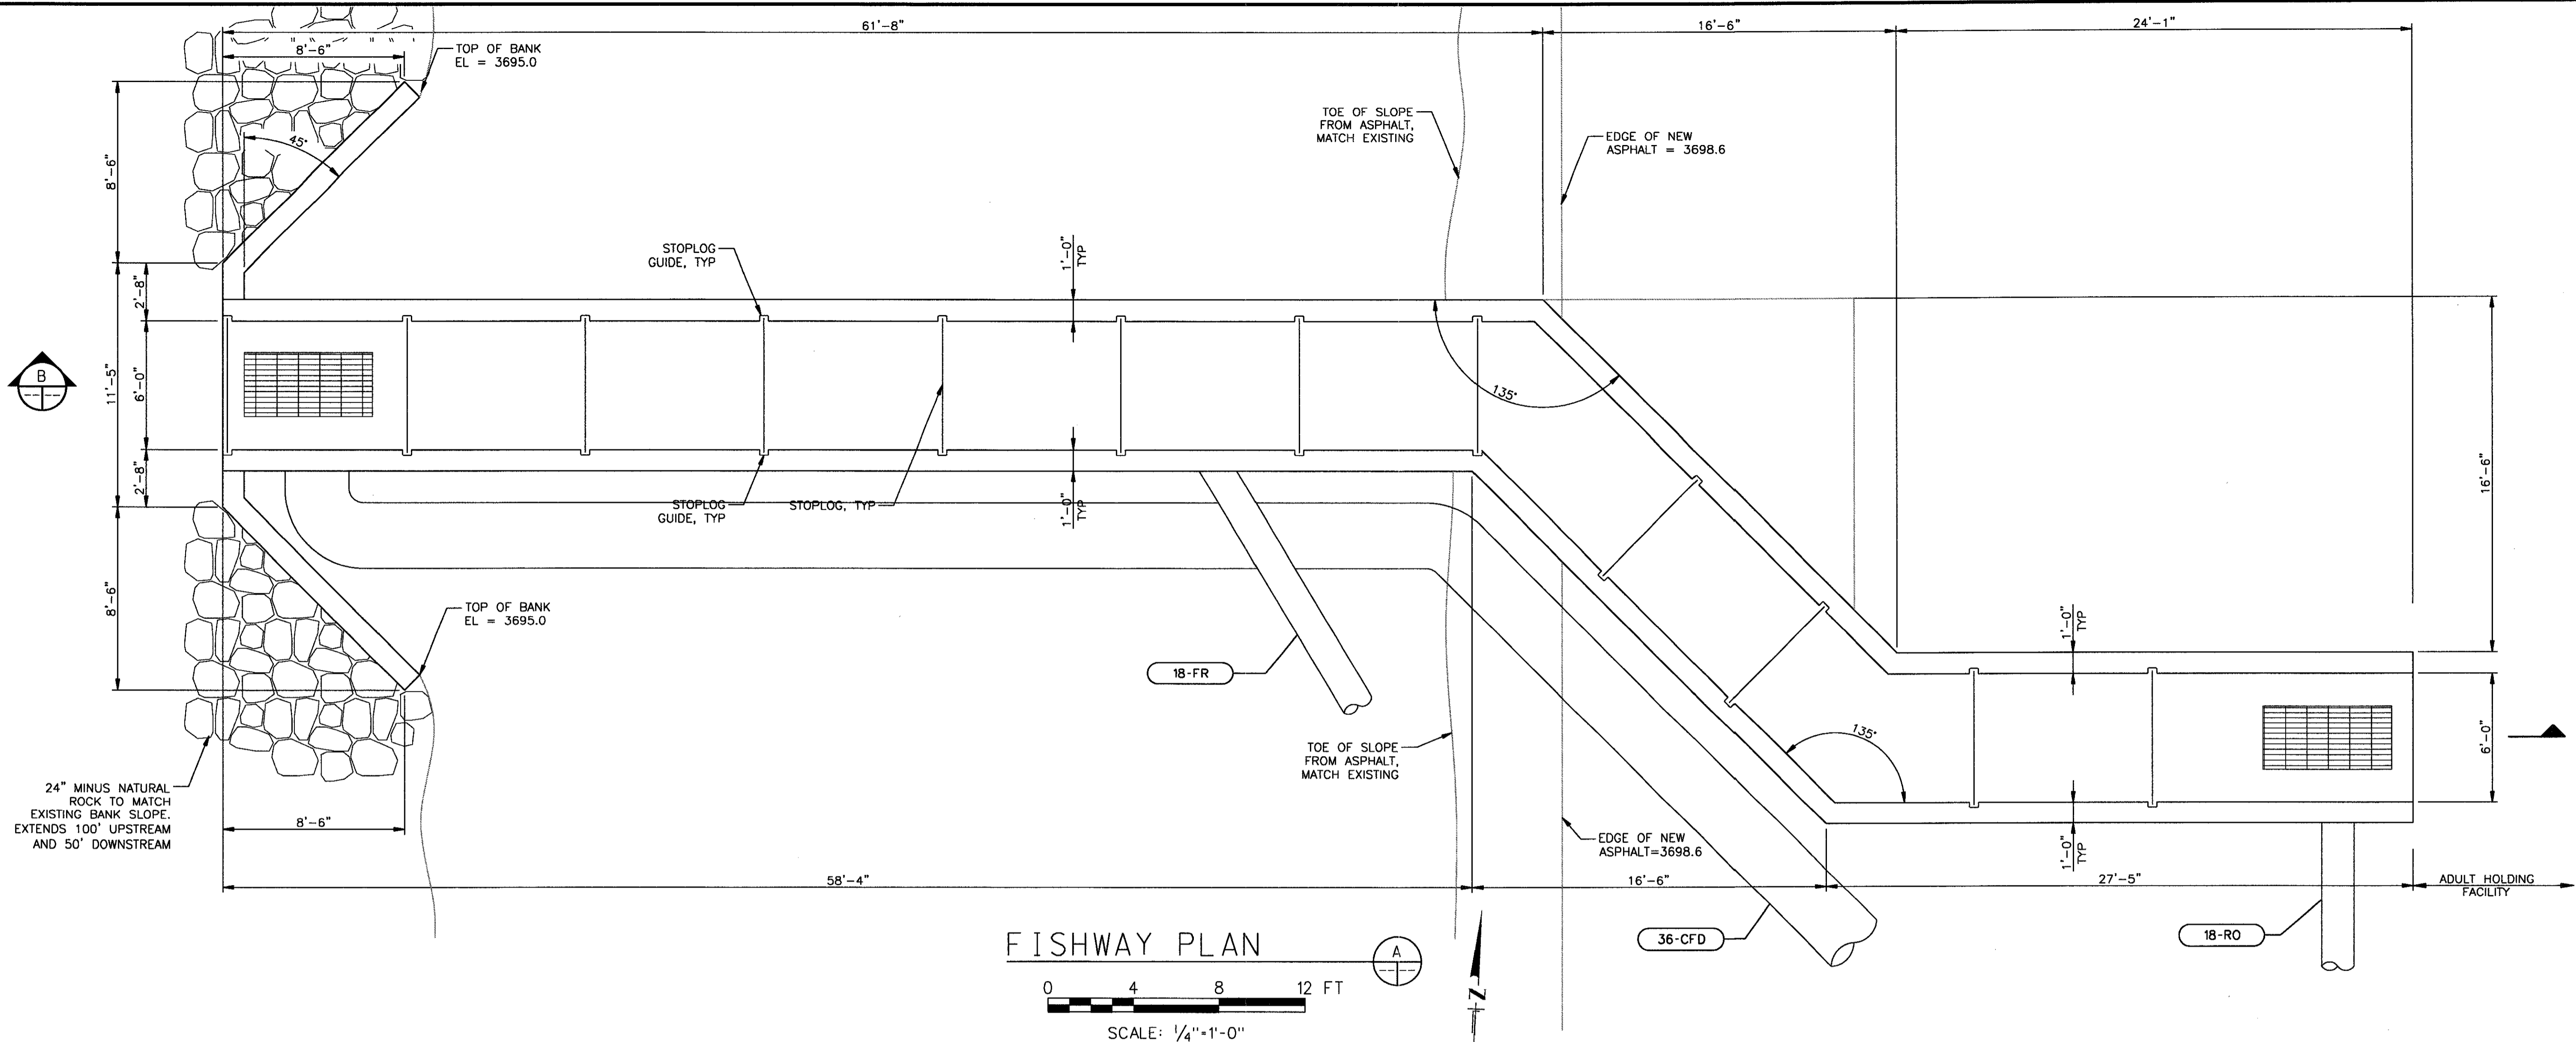 61'-8"
16'-6"
24'-1"
8'-6"
TOP OF BANK
EL = 3695.0
TOE OF SLOPE
FROM ASPHALT,
MATCH EXISTING
EDGE OF NEW
ASPHALT = 3698.6
45°
8'-6"
STOPLOG
GUIDE, TYP
1'-0"
TYP
2'-8"
B
11'-5"
6'-0"
135°
2'-8"
STOPLOG
GUIDE, TYP
STOPLOG, TYP
1'-0"
TYP
16'-6"
8'-6"
TOP OF BANK
EL = 3695.0
18-FR
1'-0"
TYP
135°
6'-0"
TOE OF SLOPE
FROM ASPHALT,
MATCH EXISTING
24" MINUS NATURAL
ROCK TO MATCH
EXISTING BANK SLOPE.
EXTENDS 100' UPSTREAM
AND 50' DOWNSTREAM
8'-6"
EDGE OF NEW
ASPHALT=3698.6
1'-0"
TYP
58'-4"
16'-6"
27'-5"
ADULT HOLDING
FACILITY
36-CFD
18-RO
FISHWAY PLAN
A
0 4 8 12 FT
SCALE: 1/4"=1'-0"
N